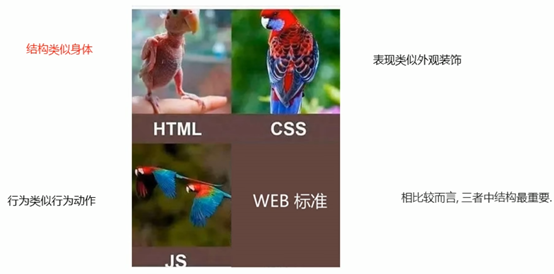 结构类似身体
表现类似外观装饰
HTML
CSS
行为类似行为动作
WEB 标准
相比较而言, 三者中结构最重要.
JS